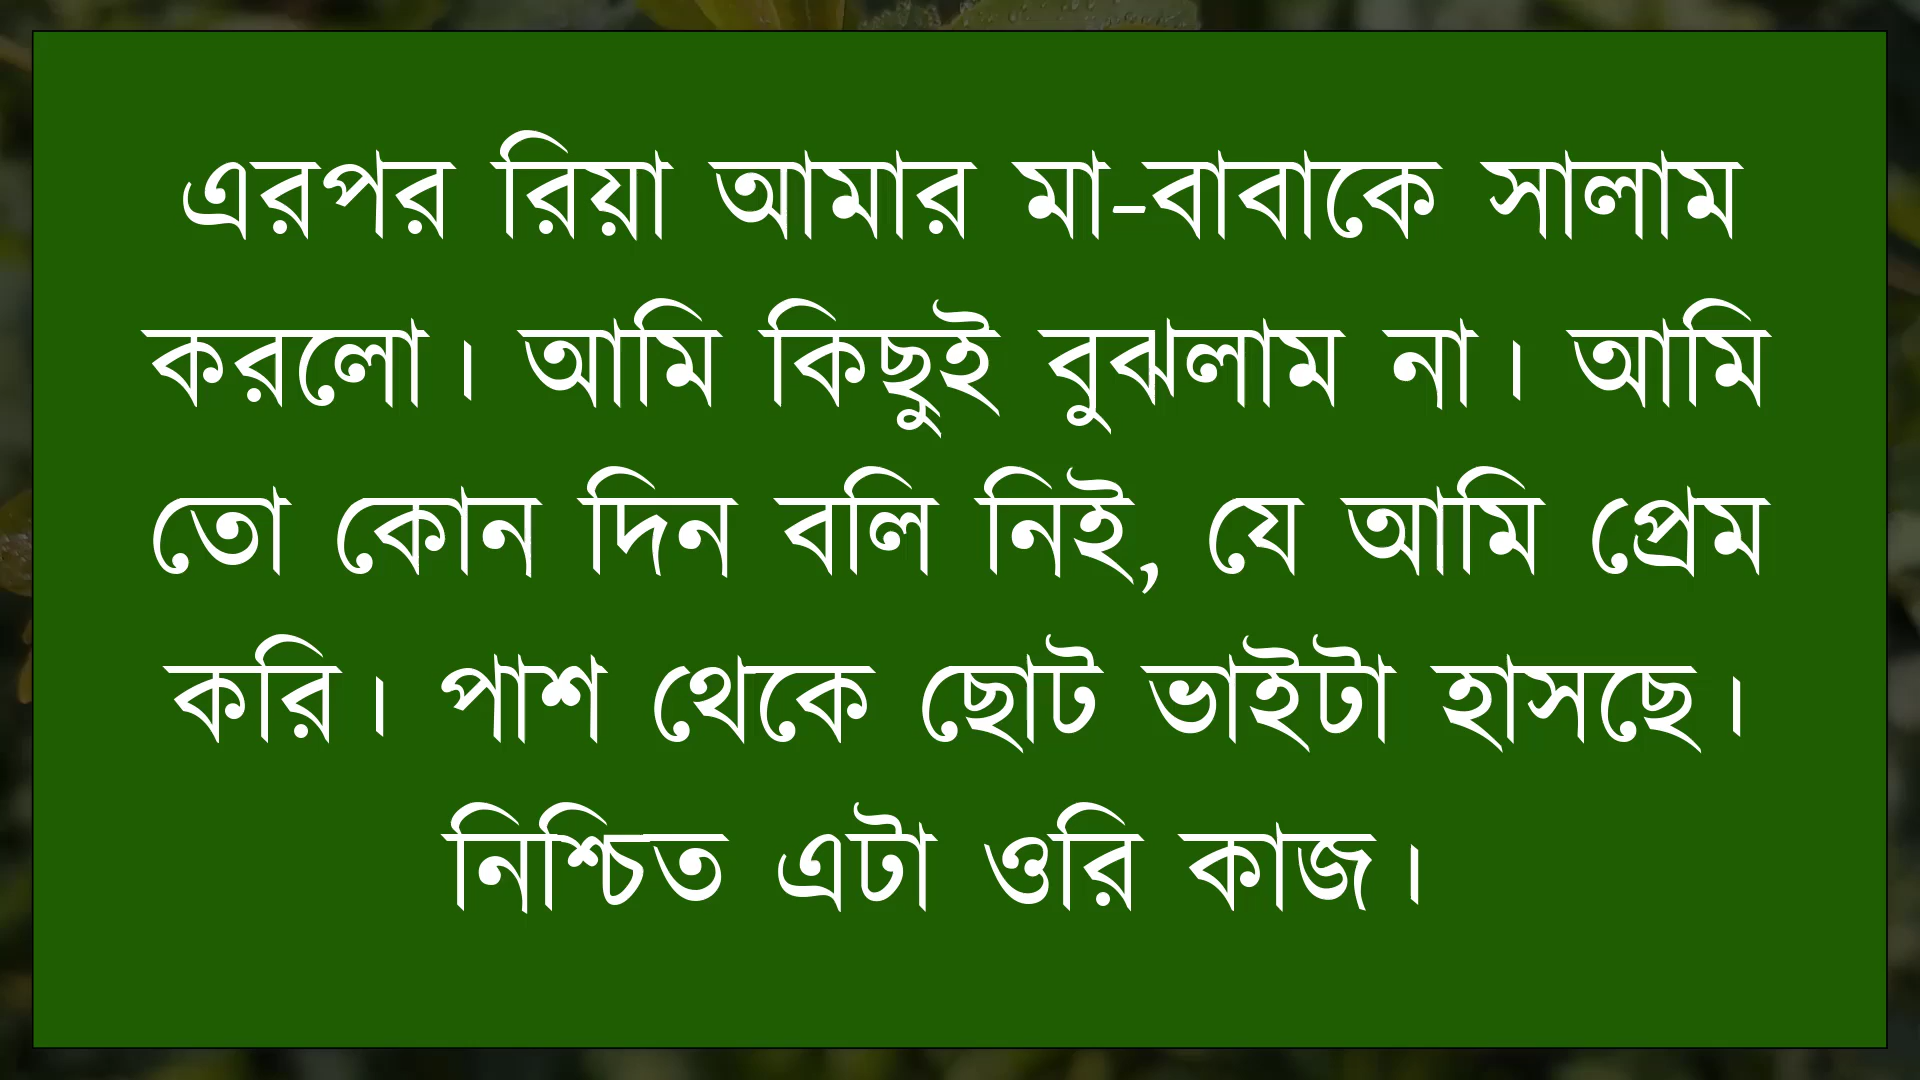 এরপর রিয়া আমার মা-বাবাকে সালাম
করলো। আমি কিছুই বুঝলাম না। আমি
তো কোন দিন বলি নিই, যে আমি প্রেম
করি। পাশ থেকে ছোট ভাইটা হাসছে।
নিশ্চিত এটা ওরি কাজ।